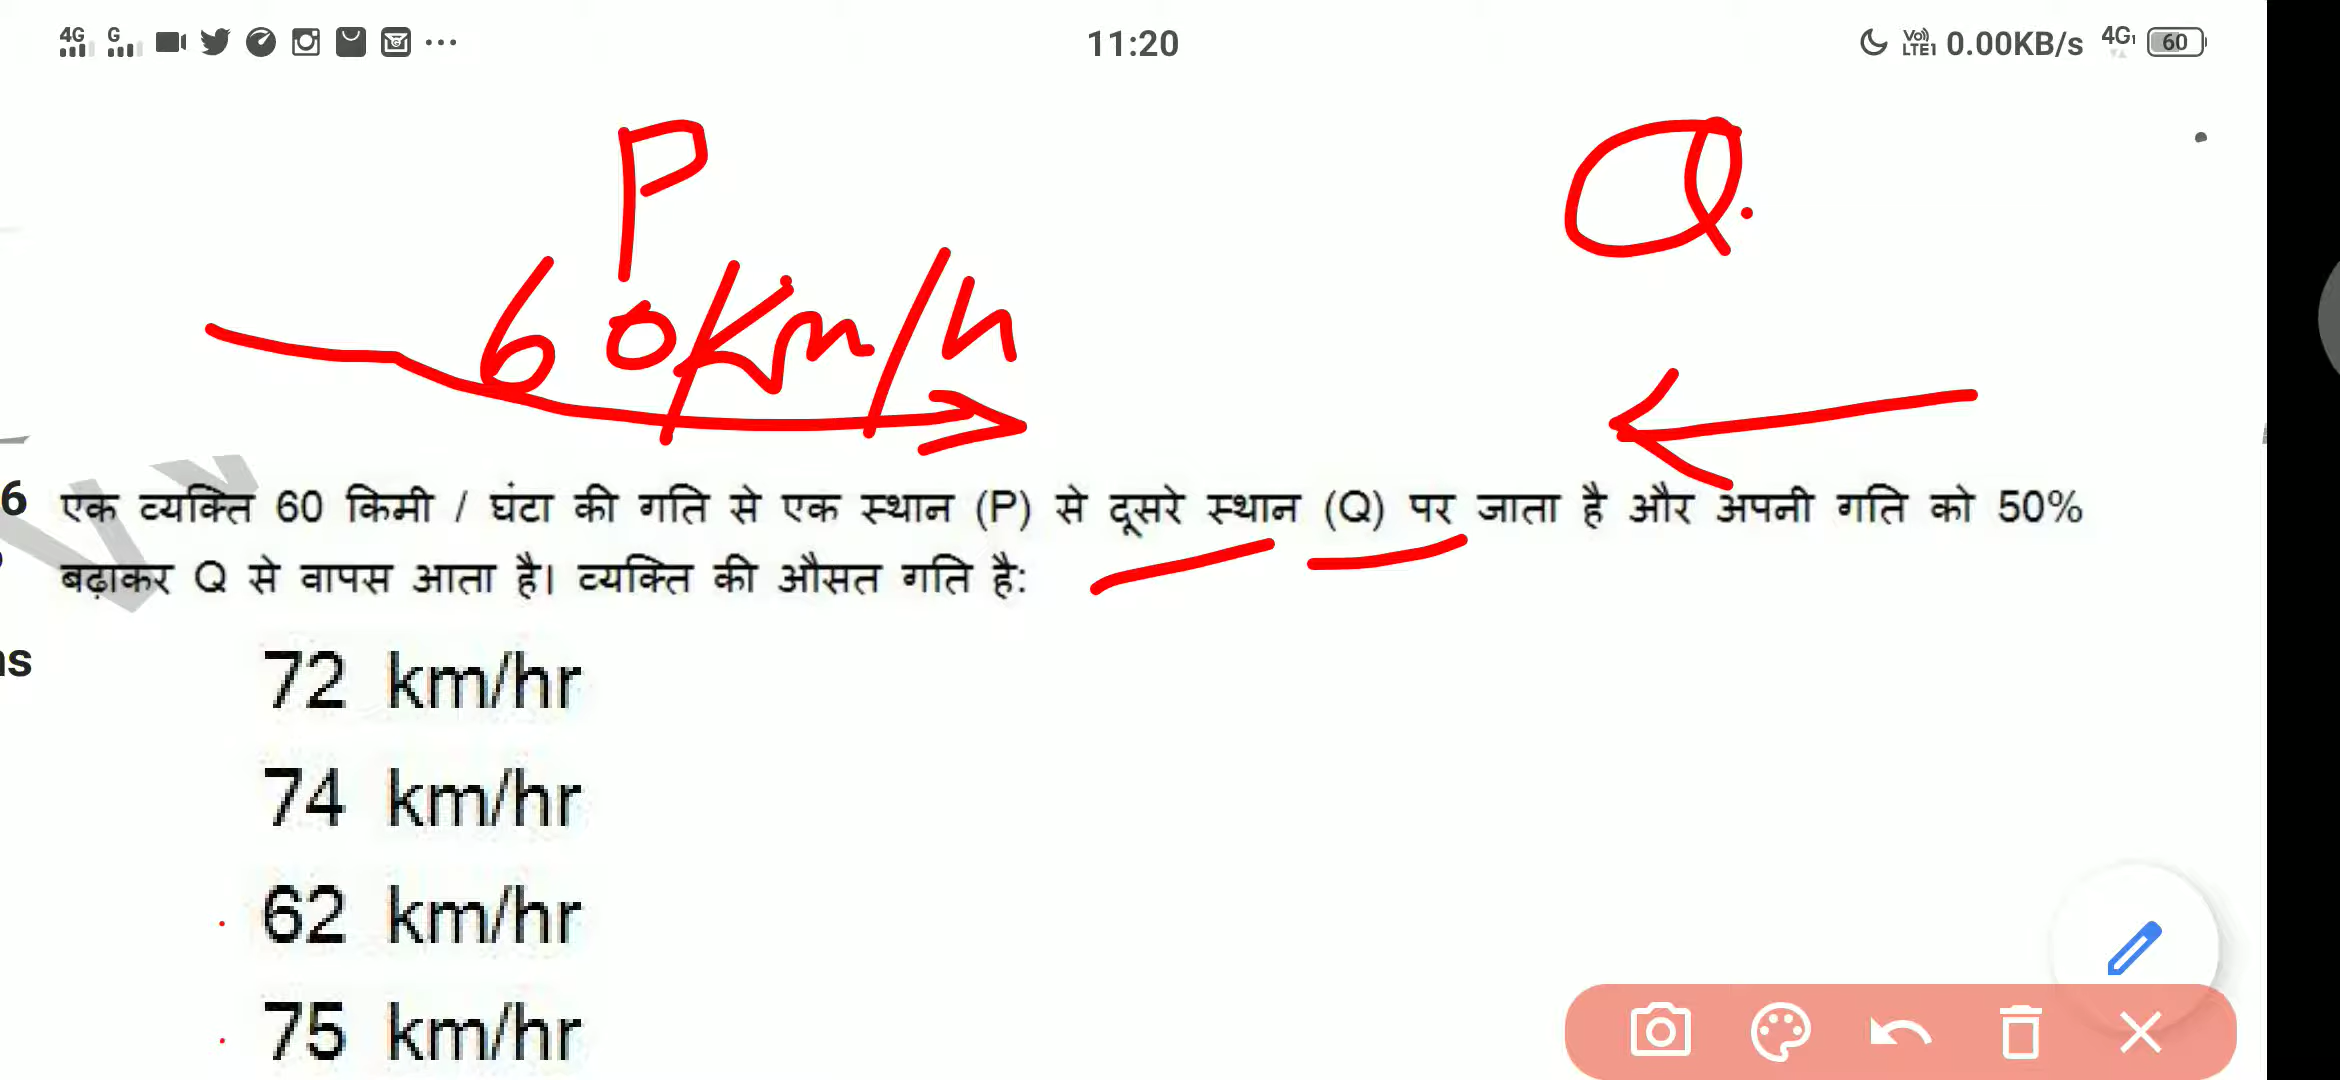 4G G 11:20 Vo) LTE1 0.00KB/s 4G 60
P Q
60km/h
6 एक व्यक्ति 60 किमी / घंटा की गति से एक स्थान (P) से दूसरे स्थान (Q) पर जाता है और अपनी गति को 50%
बढ़ाकर Q से वापस आता है। व्यक्ति की औसत गति है:
72 km/hr
74 km/hr
62 km/hr
75 km/hr